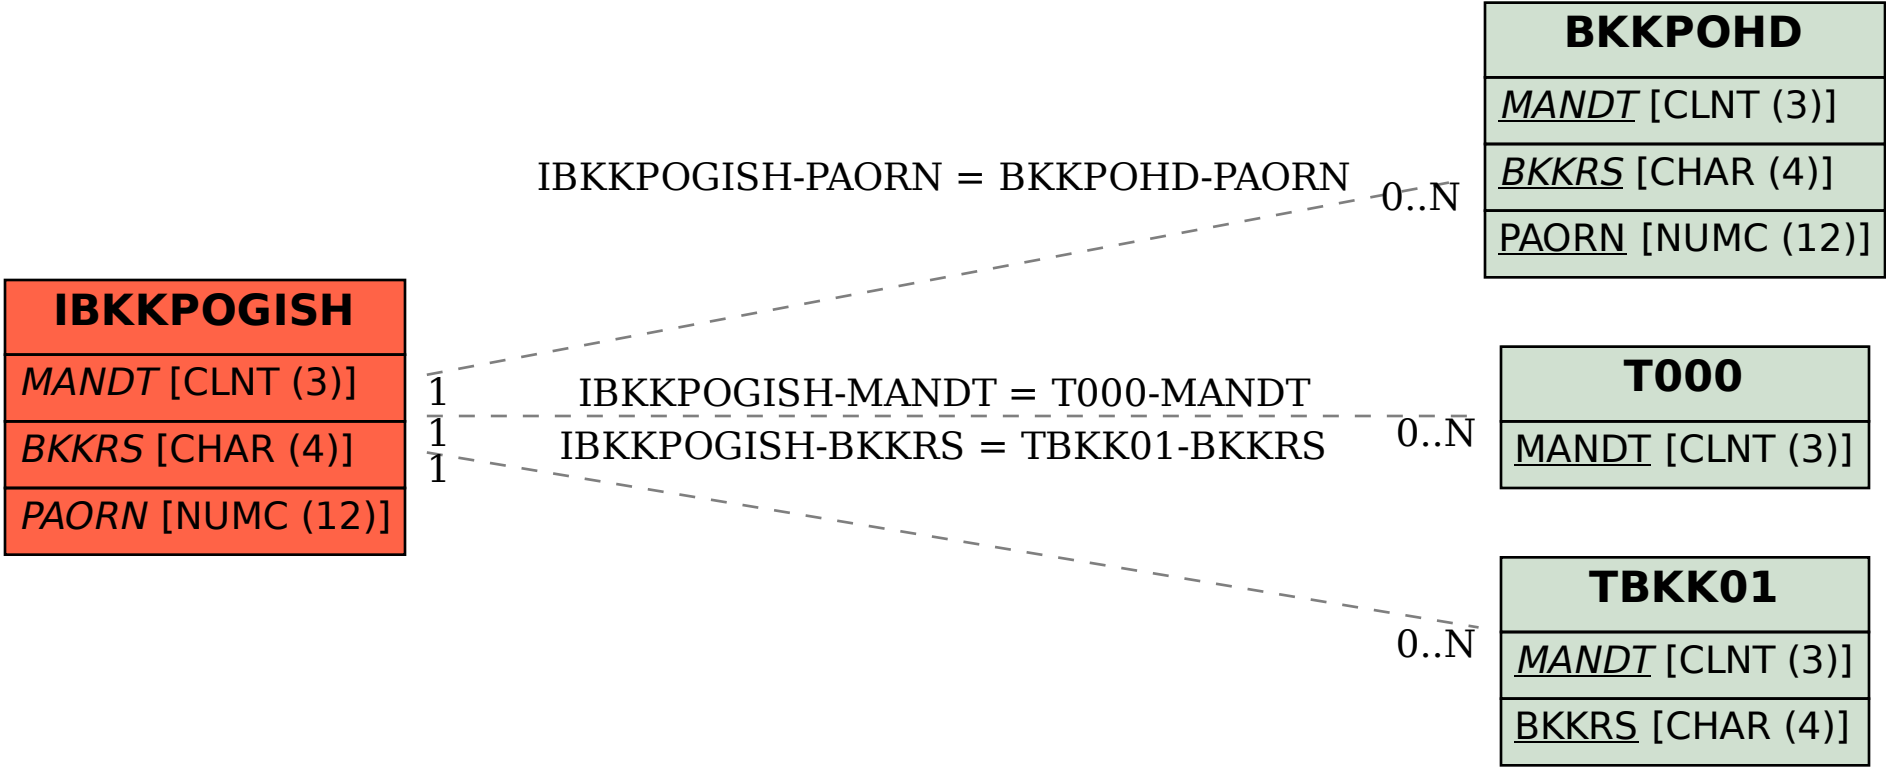 BKKPOHD
MANDT [CLNT (3)]
BKKRS [CHAR (4)]
PAORN [NUMC (12)]
IBKKPOGISH-PAORN = BKKPOHD-PAORN
0..N
IBKKPOGISH
MANDT [CLNT (3)]
BKKRS [CHAR (4)]
PAORN [NUMC (12)]
1
IBKKPOGISH-MANDT = T000-MANDT
1
0..N
IBKKPOGISH-BKKRS = TBKK01-BKKRS
1
T000
MANDT [CLNT (3)]
0..N
TBKK01
MANDT [CLNT (3)]
BKKRS [CHAR (4)]